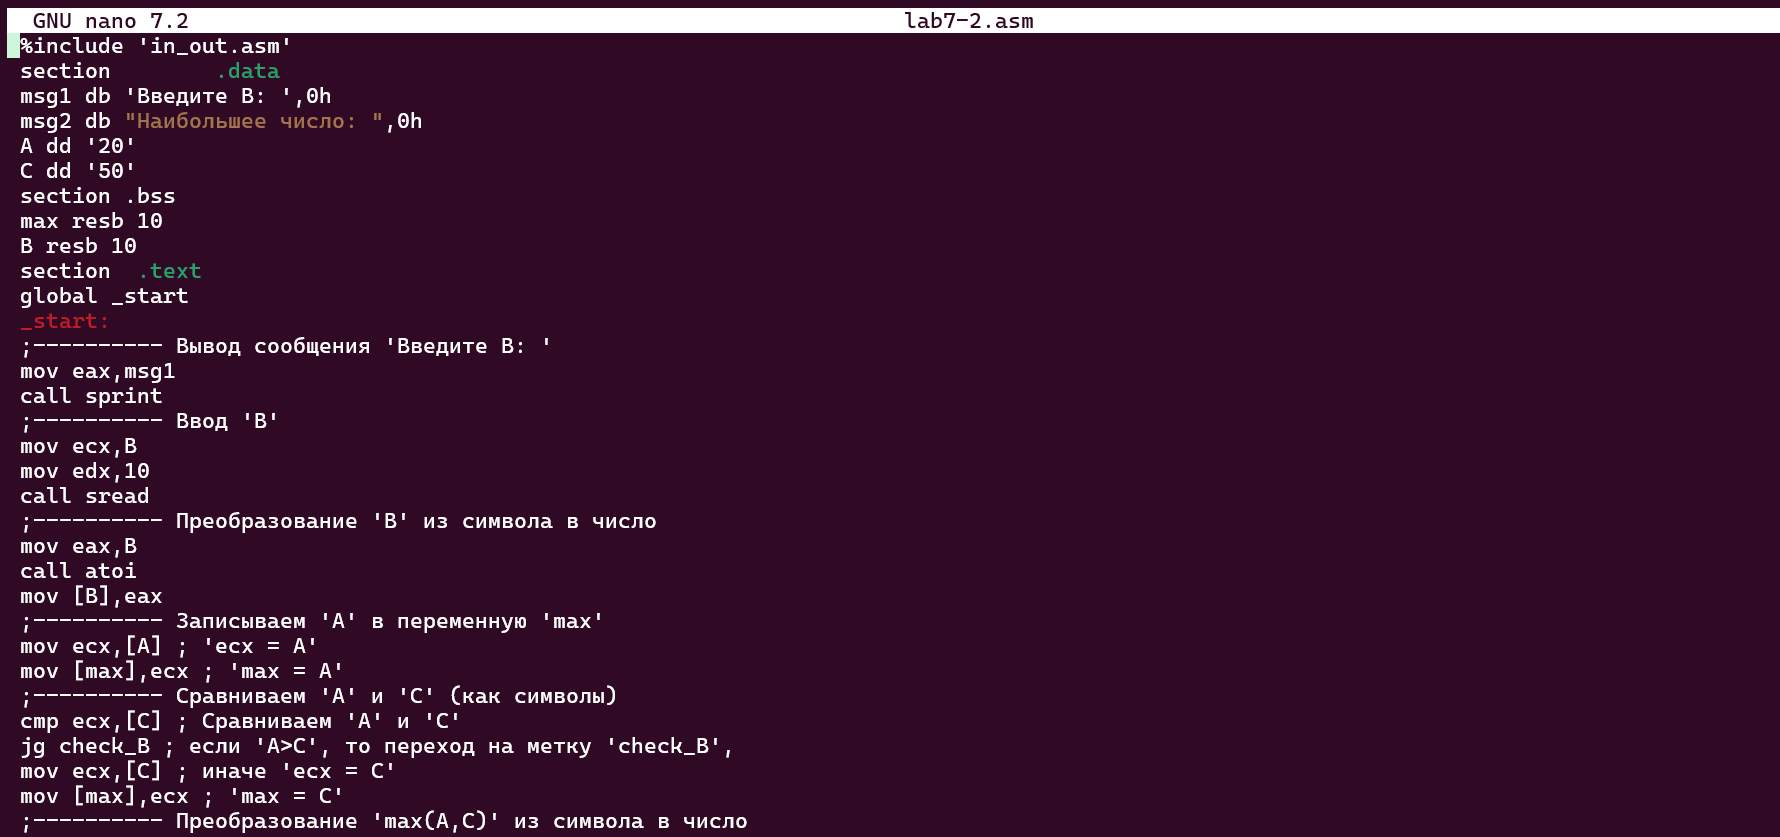 GNU nano 7.2 lab7-2.asm
%include 'in_out.asm'
section .data
msg1 db 'Введите B: ',0h
msg2 db "Наибольшее число: ",0h
A dd '20'
C dd '50'
section .bss
max resb 10
B resb 10
section .text
global _start
_start:
;---------- Вывод сообщения 'Введите B: '
mov eax,msg1
call sprint
;---------- Ввод 'B'
mov ecx,B
mov edx,10
call sread
;---------- Преобразование 'B' из символа в число
mov eax,B
call atoi
mov [B],eax
;---------- Записываем 'A' в переменную 'max'
mov ecx,[A] ; 'ecx = A'
mov [max],ecx ; 'max = A'
;---------- Сравниваем 'A' и 'С' (как символы)
cmp ecx,[C] ; Сравниваем 'A' и 'С'
jg check_B ; если 'A>C', то переход на метку 'check_B',
mov ecx,[C] ; иначе 'ecx = C'
mov [max],ecx ; 'max = C'
;---------- Преобразование 'max(A,C)' из символа в число